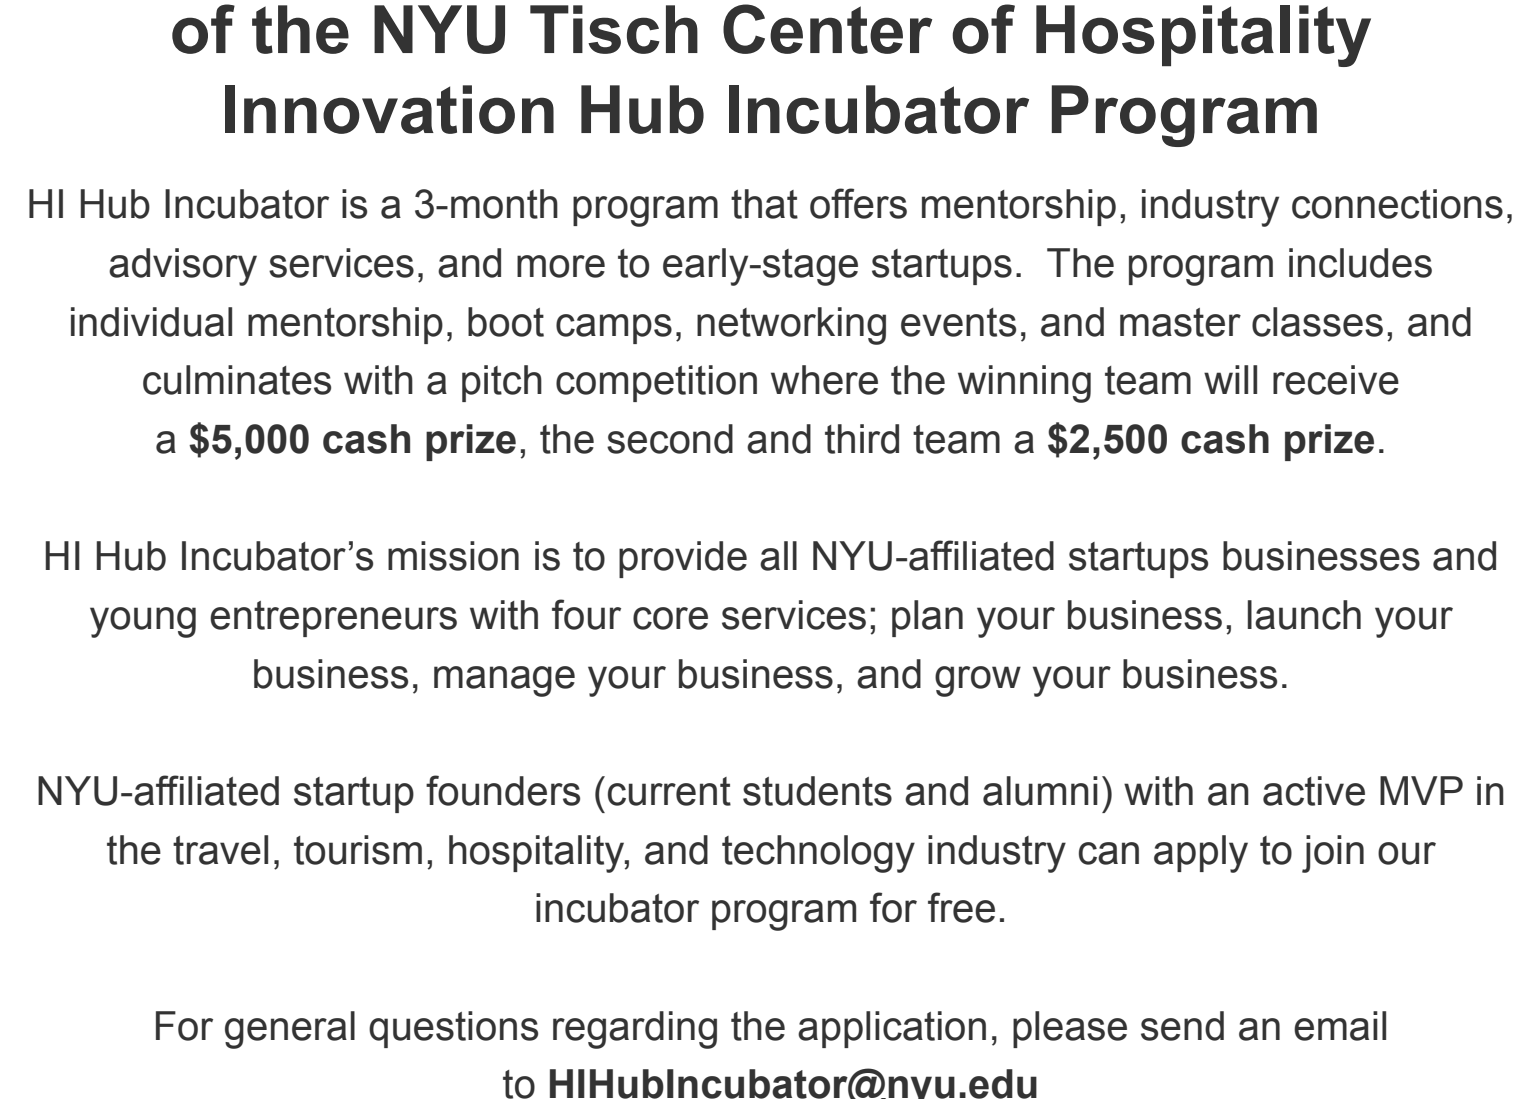 of the NYU Tisch Center of Hospitality
Innovation Hub Incubator Program
HI Hub Incubator is a 3-month program that offers mentorship, industry connections,
advisory services, and more to early-stage startups.  The program includes
individual mentorship, boot camps, networking events, and master classes, and
culminates with a pitch competition where the winning team will receive
a $5,000 cash prize, the second and third team a $2,500 cash prize.
HI Hub Incubator’s mission is to provide all NYU-affiliated startups businesses and
young entrepreneurs with four core services; plan your business, launch your
business, manage your business, and grow your business.
NYU-affiliated startup founders (current students and alumni) with an active MVP in
the travel, tourism, hospitality, and technology industry can apply to join our
incubator program for free.
For general questions regarding the application, please send an email
to HIHubIncubator@nyu.edu